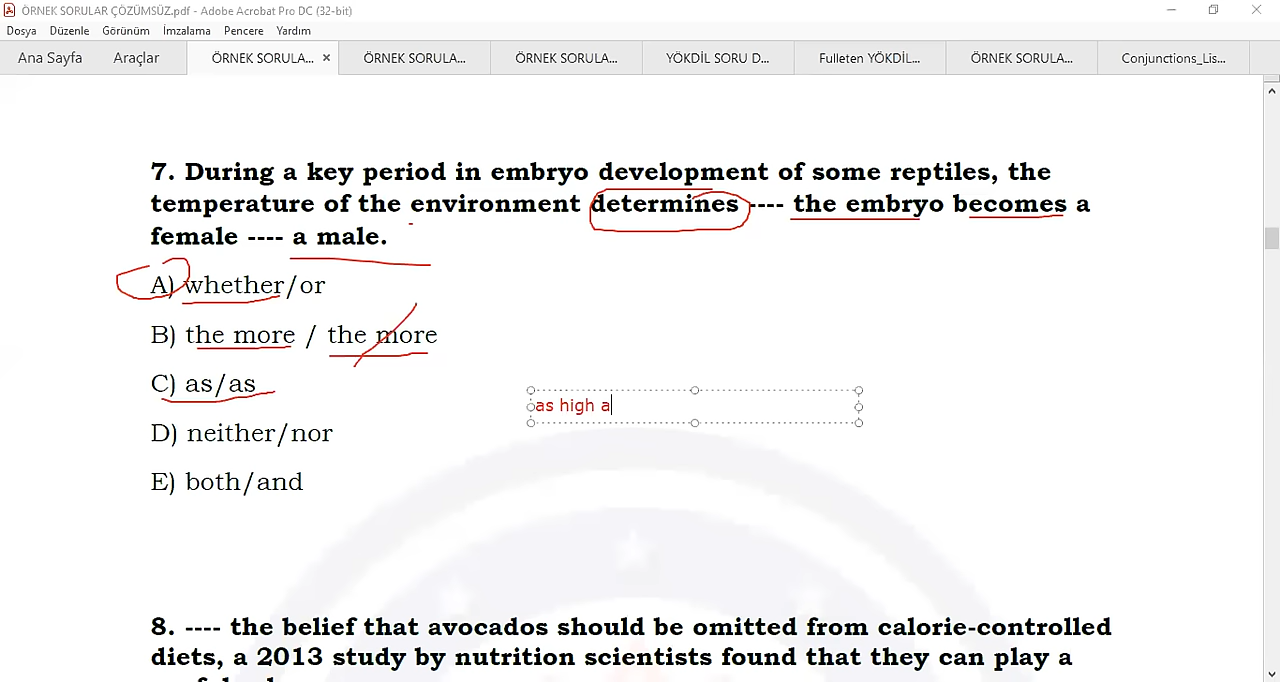 ÖRNEK SORULAR ÇÖZÜMSÜZ.pdf - Adobe Acrobat Pro DC (32-bit)
Dosya Düzenle Görünüm İmzalama Pencere Yardım
Ana Sayfa Araçlar ÖRNEK SORULA... × ÖRNEK SORULA... ÖRNEK SORULA... YÖKDİL SORU D... Fulleten YÖKDİL... ÖRNEK SORULA... Conjunctions_Lis...
7. During a key period in embryo development of some reptiles, the
temperature of the environment determines ---- the embryo becomes a
female ---- a male.
A) whether/or
B) the more / the more
C) as/as
as high a
D) neither/nor
E) both/and
8. ---- the belief that avocados should be omitted from calorie-controlled
diets, a 2013 study by nutrition scientists found that they can play a